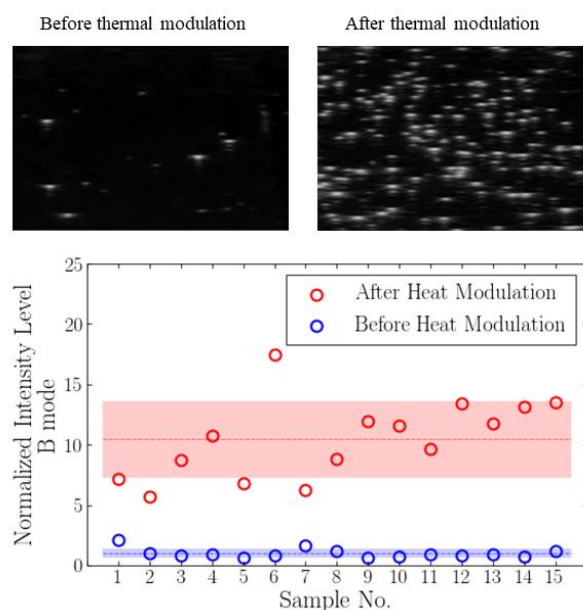 Before thermal modulation
After thermal modulation
25
20
15
10
5
0
Normalized Intensity Level
B mode
After Heat Modulation
Before Heat Modulation
1 2 3 4 5 6 7 8 9 10 11 12 13 14 15
Sample No.